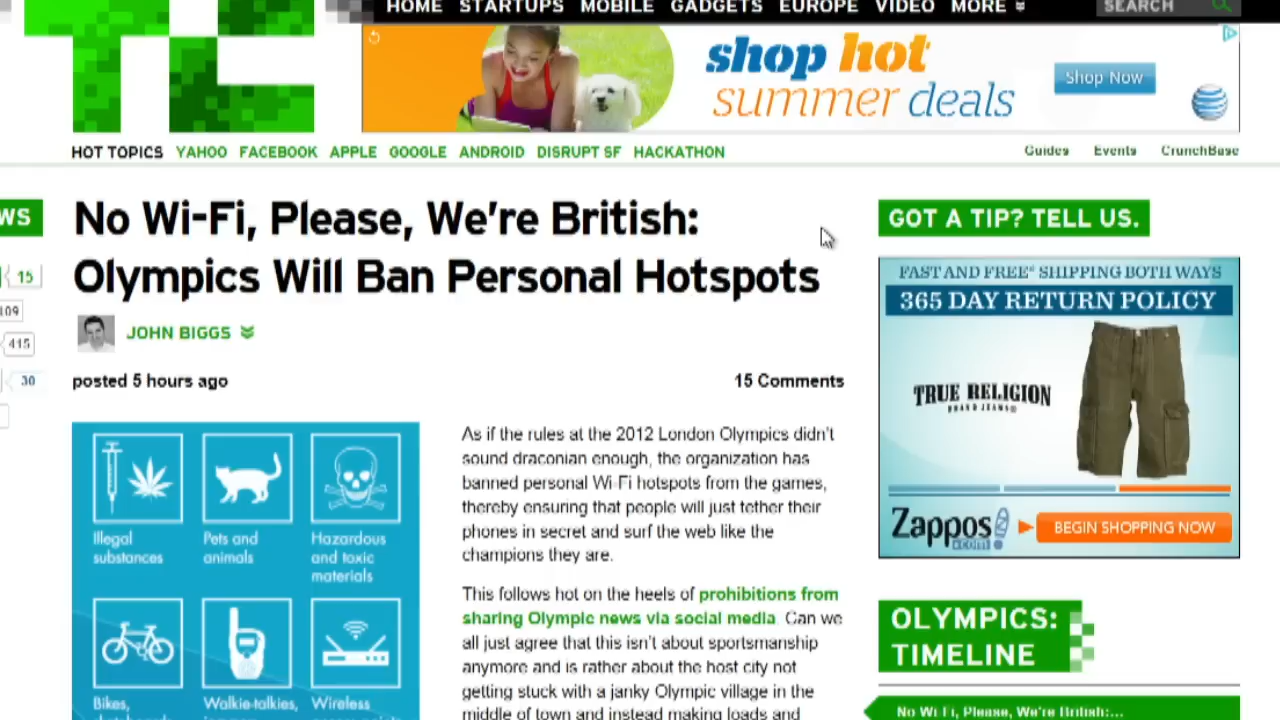 HOME STARTUPS MOBILE GADGETS EUROPE VIDEO MORE
SEARCH
TC
shop hot
summer deals
Shop Now
HOT TOPICS YAHOO FACEBOOK APPLE GOOGLE ANDROID DISRUPT SF HACKATHON
Guides Events CrunchBase
WS
15
109
415
30
No Wi-Fi, Please, We're British:
Olympics Will Ban Personal Hotspots
JOHN BIGGS
posted 5 hours ago
15 Comments
Illegal
substances
Pets and
animals
Hazardous
and toxic
materials
Bikes,
Walkie-talkies,
Wireless
As if the rules at the 2012 London Olympics didn't
sound draconian enough, the organization has
banned personal Wi-Fi hotspots from the games,
thereby ensuring that people will just tether their
phones in secret and surf the web like the
champions they are.
This follows hot on the heels of prohibitions from
sharing Olympic news via social media. Can we
all just agree that this isn't about sportsmanship
anymore and is rather about the host city not
getting stuck with a janky Olympic village in the
middle of town and instead making loads and
GOT A TIP? TELL US.
FAST AND FREE* SHIPPING BOTH WAYS
365 DAY RETURN POLICY
TRUE RELIGION
BRAND JEANS
Zappos
.com
BEGIN SHOPPING NOW
OLYMPICS:
TIMELINE
No Wi-Fi, Please, We're British:...